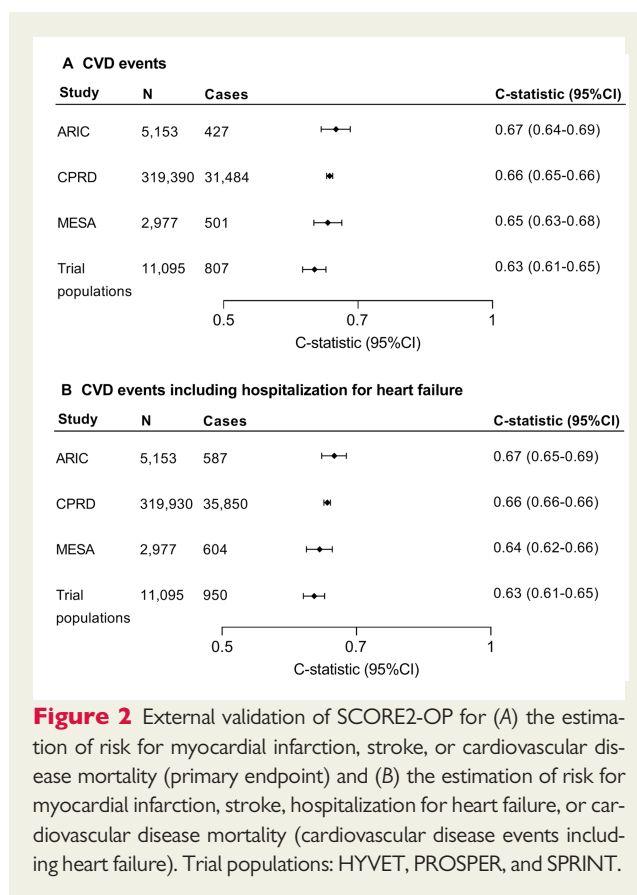 A CVD events
Study N Cases C-statistic (95%CI)
ARIC 5,153 427 0.67 (0.64-0.69)
CPRD 319,390 31,484 0.66 (0.65-0.66)
MESA 2,977 501 0.65 (0.63-0.68)
Trial 11,095 807 0.63 (0.61-0.65)
populations
0.5 0.7 1
C-statistic (95%CI)
B CVD events including hospitalization for heart failure
Study N Cases C-statistic (95%CI)
ARIC 5,153 587 0.67 (0.65-0.69)
CPRD 319,930 35,850 0.66 (0.66-0.66)
MESA 2,977 604 0.64 (0.62-0.66)
Trial 11,095 950 0.63 (0.61-0.65)
populations
0.5 0.7 1
C-statistic (95%CI)
Figure 2 External validation of SCORE2-OP for (A) the estima-
tion of risk for myocardial infarction, stroke, or cardiovascular dis-
ease mortality (primary endpoint) and (B) the estimation of risk for
myocardial infarction, stroke, hospitalization for heart failure, or car-
diovascular disease mortality (cardiovascular disease events includ-
ing heart failure). Trial populations: HYVET, PROSPER, and SPRINT.